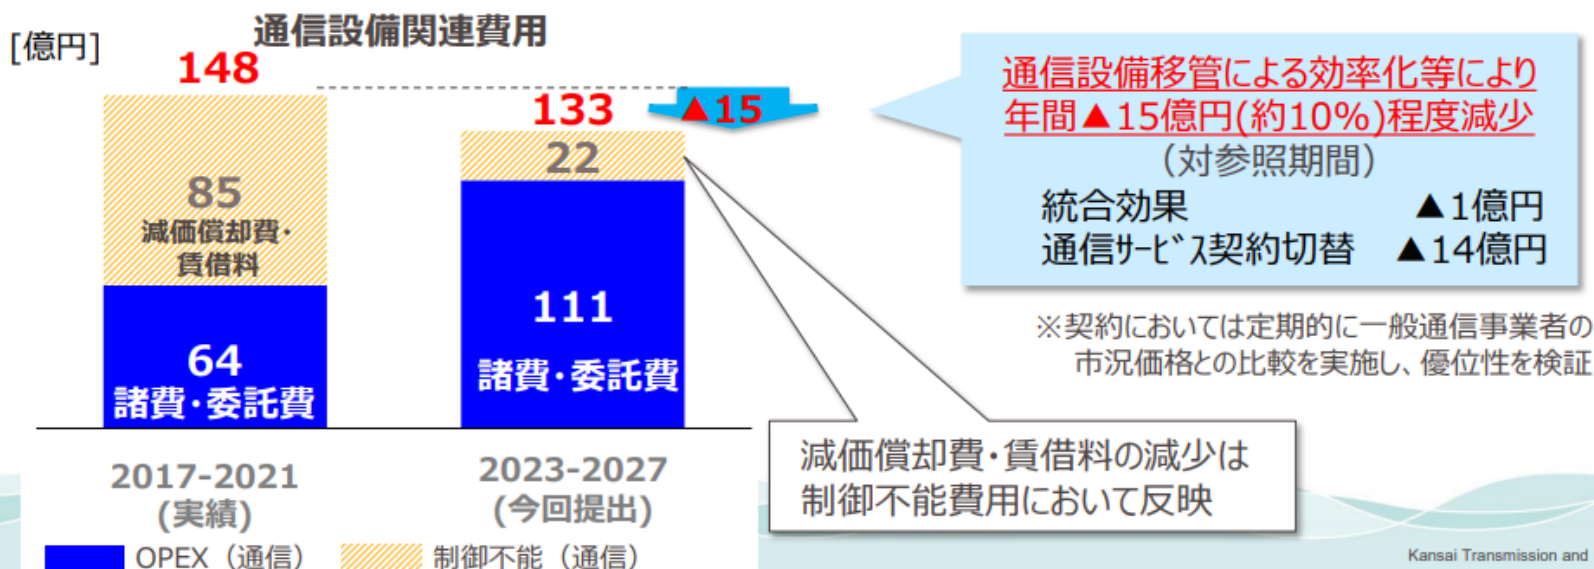 通信設備関連費用
[億円]
148
133
▲15
85
減価償却費・
賃借料
22
64
諸費・委託費
111
諸費・委託費
2017-2021
(実績)
2023-2027
(今回提出)
OPEX（通信）
制御不能（通信）
通信設備移管による効率化等により
年間▲15億円(約10%)程度減少
（対参照期間）
統合効果 ▲1億円
通信ｻｰﾋﾞｽ契約切替 ▲14億円
※契約においては定期的に一般通信事業者の
市況価格との比較を実施し、優位性を検証
減価償却費・賃借料の減少は
制御不能費用において反映
Kansai Transmission and